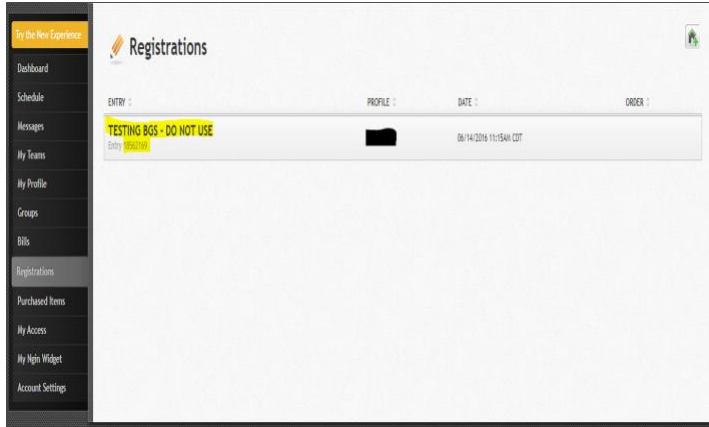 Try the New Experience
Dashboard
Schedule
Messages
My Teams
My Profile
Groups
Bills
Registrations
Purchased Items
My Access
My Ngin Widget
Account Settings
Registrations
ENTRY PROFILE DATE ORDER
TESTING BGS - DO NOT USE
Entry 18562169
06/14/2016 11:15AM CDT